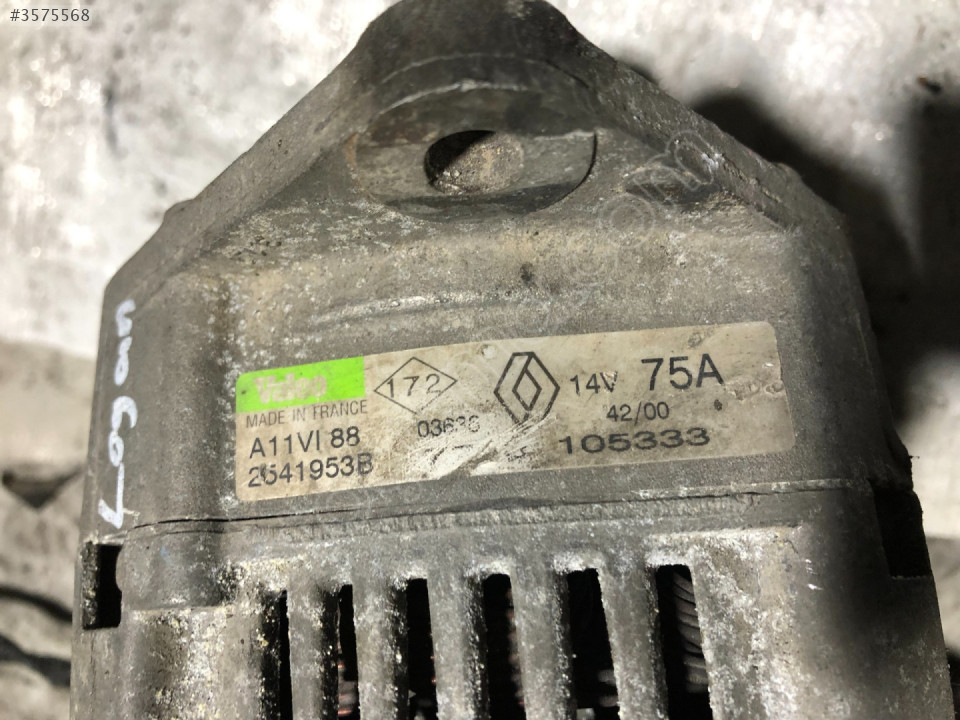 #3575568
Valeo
MADE IN FRANCE
A11VI 88
2541953B
172
14V 75A
42/00
105333